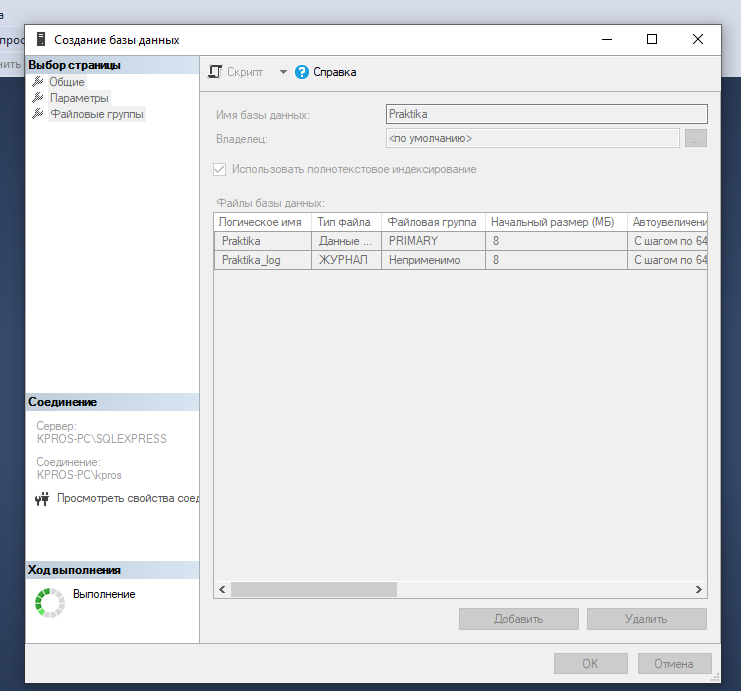 а
прос
нить
Создание базы данных
Выбор страницы
Общие
Параметры
Файловые группы
Скрипт
Справка
Имя базы данных:
Praktika
Владелец:
<по умолчанию>
...
Использовать полнотекстовое индексирование
Файлы базы данных:
Логическое имя Тип файла Файловая группа Начальный размер (МБ) Автоувеличени
Praktika Данные ... PRIMARY 8 С шагом по 64
Praktika_log ЖУРНАЛ Неприменимо 8 С шагом по 64
Соединение
Сервер:
KPROS-PC\SQLEXPRESS
Соединение:
KPROS-PC\kpros
Просмотреть свойства соед
Ход выполнения
Выполнение
Добавить
Удалить
OK
Отмена